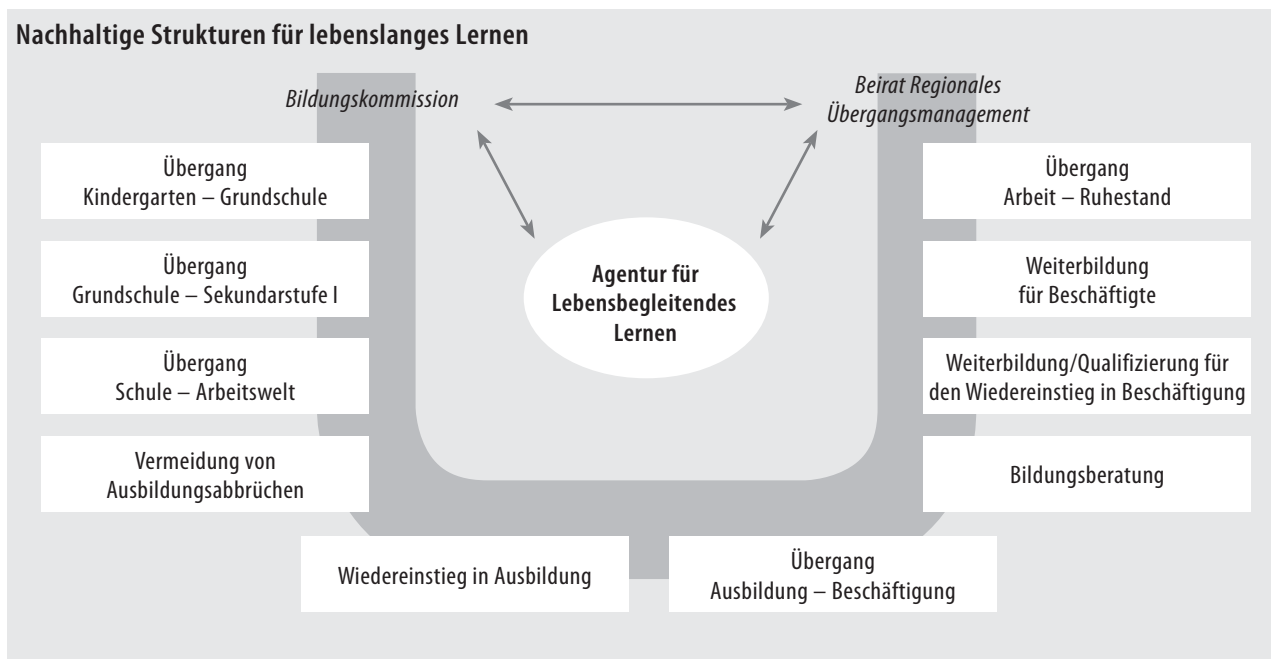 Nachhaltige Strukturen für lebenslanges Lernen
Bildungskommission
Beirat Regionales
Übergangsmanagement
Übergang
Kindergarten – Grundschule
Übergang
Grundschule – Sekundarstufe I
Übergang
Schule – Arbeitswelt
Vermeidung von
Ausbildungsabbrüchen
Wiedereinstieg in Ausbildung
Übergang
Ausbildung – Beschäftigung
Agentur für
Lebensbegleitendes
Lernen
Übergang
Arbeit – Ruhestand
Weiterbildung
für Beschäftigte
Weiterbildung/Qualifizierung für
den Wiedereinstieg in Beschäftigung
Bildungsberatung